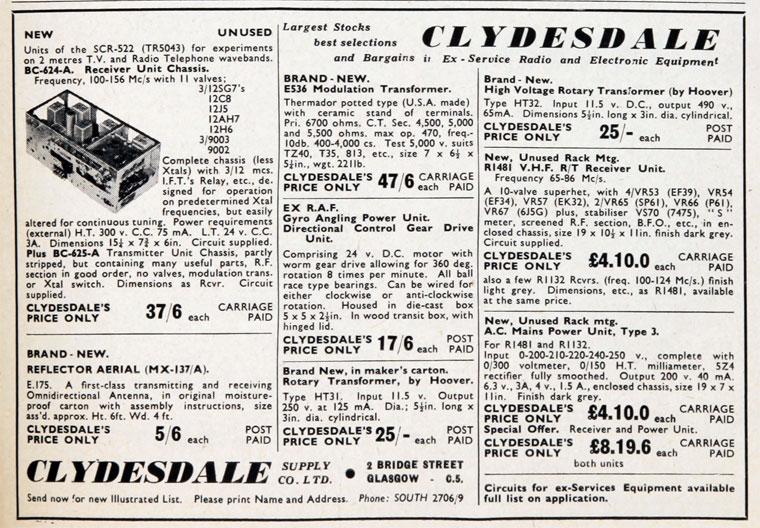 NEW UNUSED
Units of the SCR-522 (TR5043) for experiments
on 2 metres T.V. and Radio Telephone wavebands.
BC-624-A. Receiver Unit Chassis.
Frequency, 100-156 Mc/s with 11 valves;
3/12SG7's
12C8
12J5
12AH7
12H6
3/9003
9002
Complete chassis (less
Xtals) with 3/12 mcs.
I.F.T.'s Relay, etc., de-
signed for operation
on predetermined Xtal
frequencies, but easily
altered for continuous tuning. Power requirements
(external) H.T. 300 v. C.C. 75 mA. L.T. 24 v. C.C.
3A. Dimensions 15¼ x 7¾ x 6in. Circuit supplied.
Plus BC-625-A Transmitter Unit Chassis, partly
stripped, but containing many useful parts, R.F.
section in good order, no valves, modulation trans.
or Xtal switch. Dimensions as Rcvr. Circuit
supplied.
CLYDESDALE'S
PRICE ONLY 37/6 each CARRIAGE
PAID
BRAND - NEW.
REFLECTOR AERIAL (MX-137/A).
E.175. A first-class transmitting and receiving
Omnidirectional Antenna, in original moisture-
proof carton with assembly instructions, size
ass'd. approx. Ht. 6ft. Wd. 4 ft.
CLYDESDALE'S
PRICE ONLY 5/6 each POST
PAID
Largest Stocks
best selections
and Bargains in Ex-Service Radio and Electronic Equipment
CLYDESDALE
BRAND-NEW.
E536 Modulation Transformer.
Thermador potted type (U.S.A. made)
with ceramic stand of terminals.
Pri. 6700 ohms. C.T. Sec. 4,500, 5,000
and 5,500 ohms. max op. 470, freq.-
10db. 400-4,000 cs. Test 5,000 v. suits
TZ40, T35, 813, etc., size 7 x 6½ x
5¼in., wgt. 22lb.
CLYDESDALE'S
PRICE ONLY 47/6 CARRIAGE
each PAID
EX R.A.F.
Gyro Angling Power Unit.
Directional Control Gear Drive
Unit.
Comprising 24 v. D.C. motor with
worm gear drive allowing for 360 deg.
rotation 8 times per minute. All ball
race type bearings. Can be wired for
either clockwise or anti-clockwise
rotation. Housed in die-cast box
5 x 5 x 2½in. In wood transit box, with
hinged lid.
CLYDESDALE'S
PRICE ONLY 17/6 each POST
PAID
Brand New, in maker's carton.
Rotary Transformer, by Hoover.
Type HT31. Input 11.5 v. Output
250 v. at 125 mA. Dia.; 5½in. long x
3in. dia. cylindrical.
CLYDESDALE'S
PRICE ONLY 25/- each POST
PAID
Brand - New.
High Voltage Rotary Transformer (by Hoover)
Type HT32. Input 11.5 v. D.C., output 490 v.,
65mA. Dimensions 5½in. long x 3in. dia. cylindrical.
CLYDESDALE'S
PRICE ONLY 25/- each POST
PAID
New, Unused Rack Mtg.
R1481 V.H.F. R/T Receiver Unit.
Frequency 65-86 Mc/s.
A 10-valve superhet, with 4/VR53 (EF39), VR54
(EF34), VR57 (EK32), 2/VR65 (SP61), VR66 (P61),
VR67 (6J5G) plus, stabiliser VS70 (7475), "S"
meter, screened R.F. section, B.F.O., etc., in en-
closed chassis, size 19 x 10½ x 11in. finish dark grey.
Circuit supplied.
CLYDESDALE'S
PRICE ONLY £4.10.0 each CARRIAGE
PAID
also a few R1132 Rcvrs. (freq. 100-124 Mc/s.) finish
light grey. Dimensions, etc., as R1481, available
at the same price.
New, Unused Rack mtg.
A.C. Mains Power Unit, Type 3.
For R1481 and R1132.
Input 0-200-210-220-240-250 v., complete with
0/300 voltmeter, 0/150 H.T. milliameter, 5Z4
rectifier fully smoothed. Output 200 v. 40 mA.
6.3 v., 3A, 4 v., 1.5 A., enclosed chassis, size 19 x 7 x
11in. Finish dark grey.
CLYDESDALE'S
PRICE ONLY £4.10.0 each CARRIAGE
PAID
Special Offer. Receiver and Power Unit.
CLYDESDALE'S
PRICE ONLY £8.19.6 CARRIAGE
PAID
both units
Circuits for ex-Services Equipment available
full list on application.
CLYDESDALE SUPPLY
CO. LTD. • 2 BRIDGE STREET
GLASGOW - C.5.
Send now for new Illustrated List. Please print Name and Address. Phone: SOUTH 2706/9